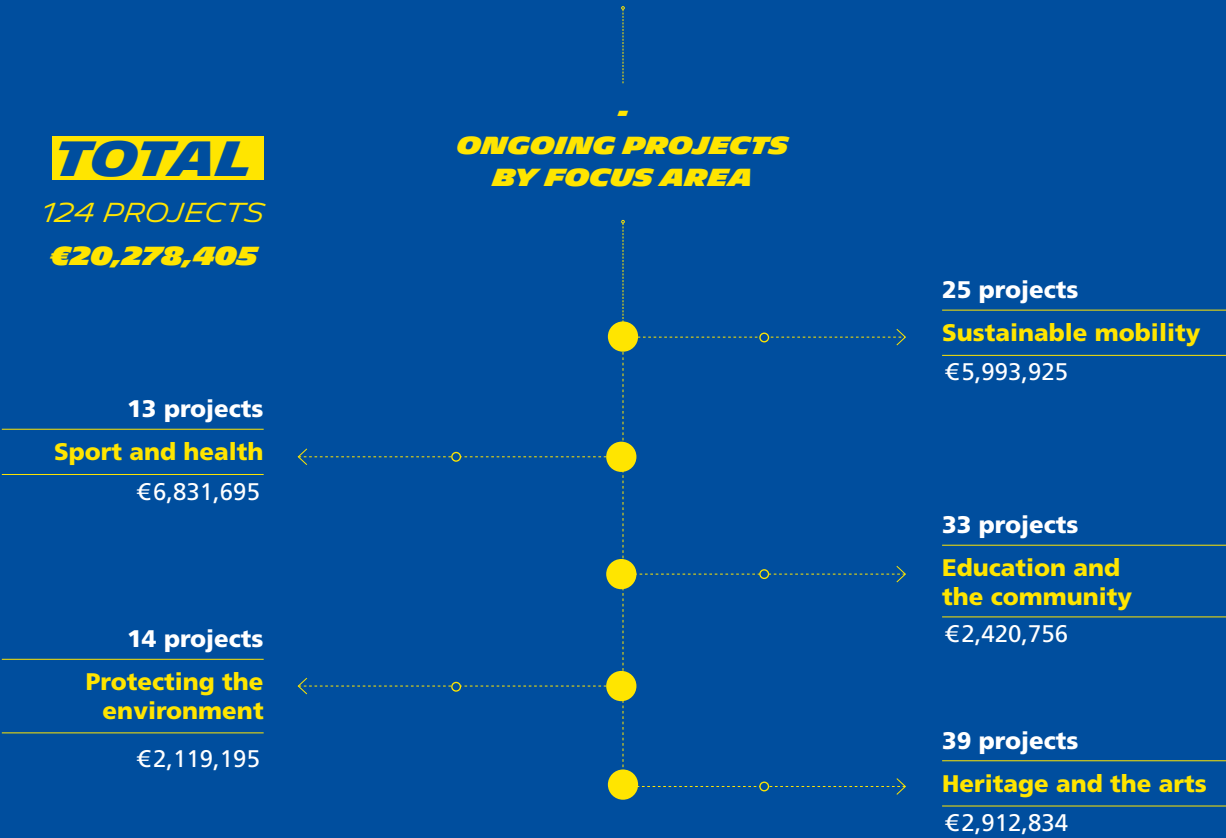 TOTAL
124 PROJECTS
€20,278,405
-
ONGOING PROJECTS
BY FOCUS AREA
25 projects
Sustainable mobility
€5,993,925
13 projects
Sport and health
€6,831,695
33 projects
Education and
the community
€2,420,756
14 projects
Protecting the
environment
€2,119,195
39 projects
Heritage and the arts
€2,912,834